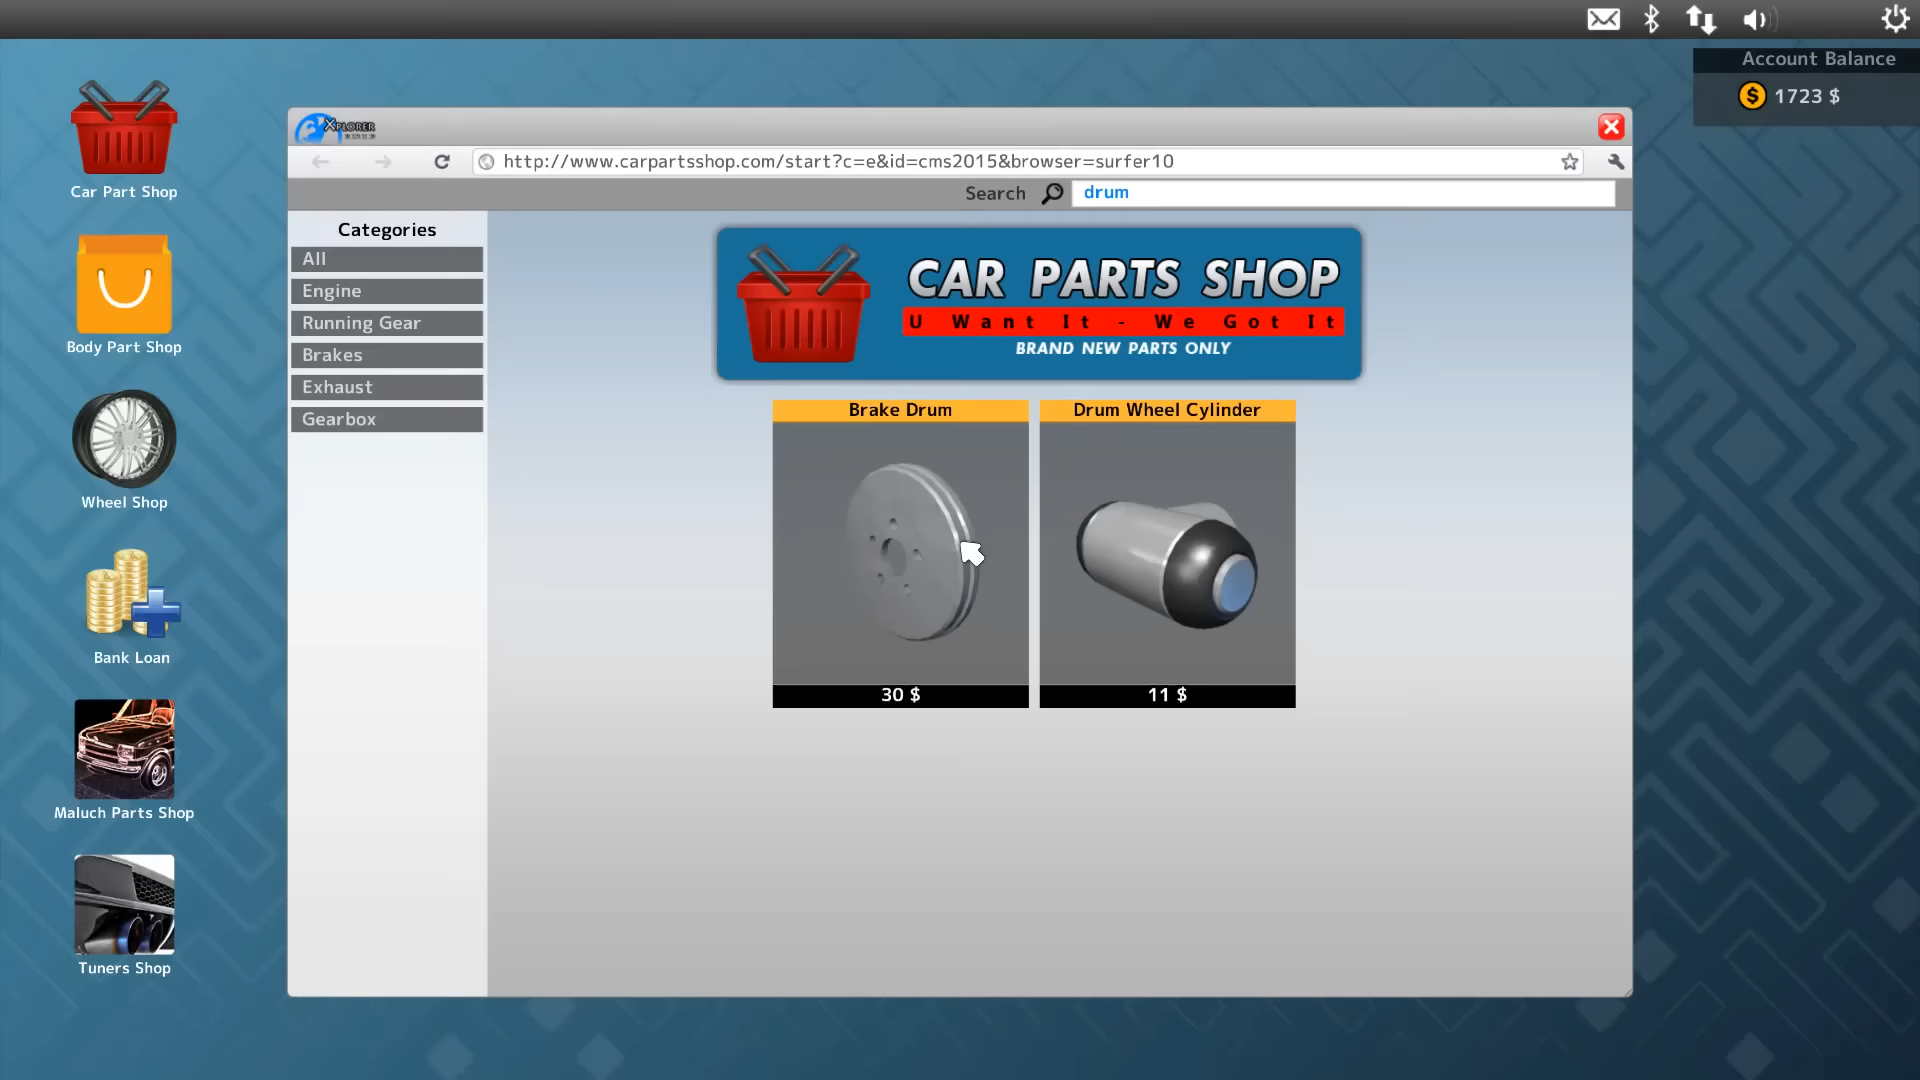 Account Balance
1723 $
Car Part Shop
Body Part Shop
Wheel Shop
Bank Loan
Maluch Parts Shop
Tuners Shop
XPLORER
http://www.carpartsshop.com/start?c=e&id=cms2015&browser=surfer10
Search
drum
Categories
All
Engine
Running Gear
Brakes
Exhaust
Gearbox
CAR PARTS SHOP
U Want It - We Got It
BRAND NEW PARTS ONLY
Brake Drum
30 $
Drum Wheel Cylinder
11 $